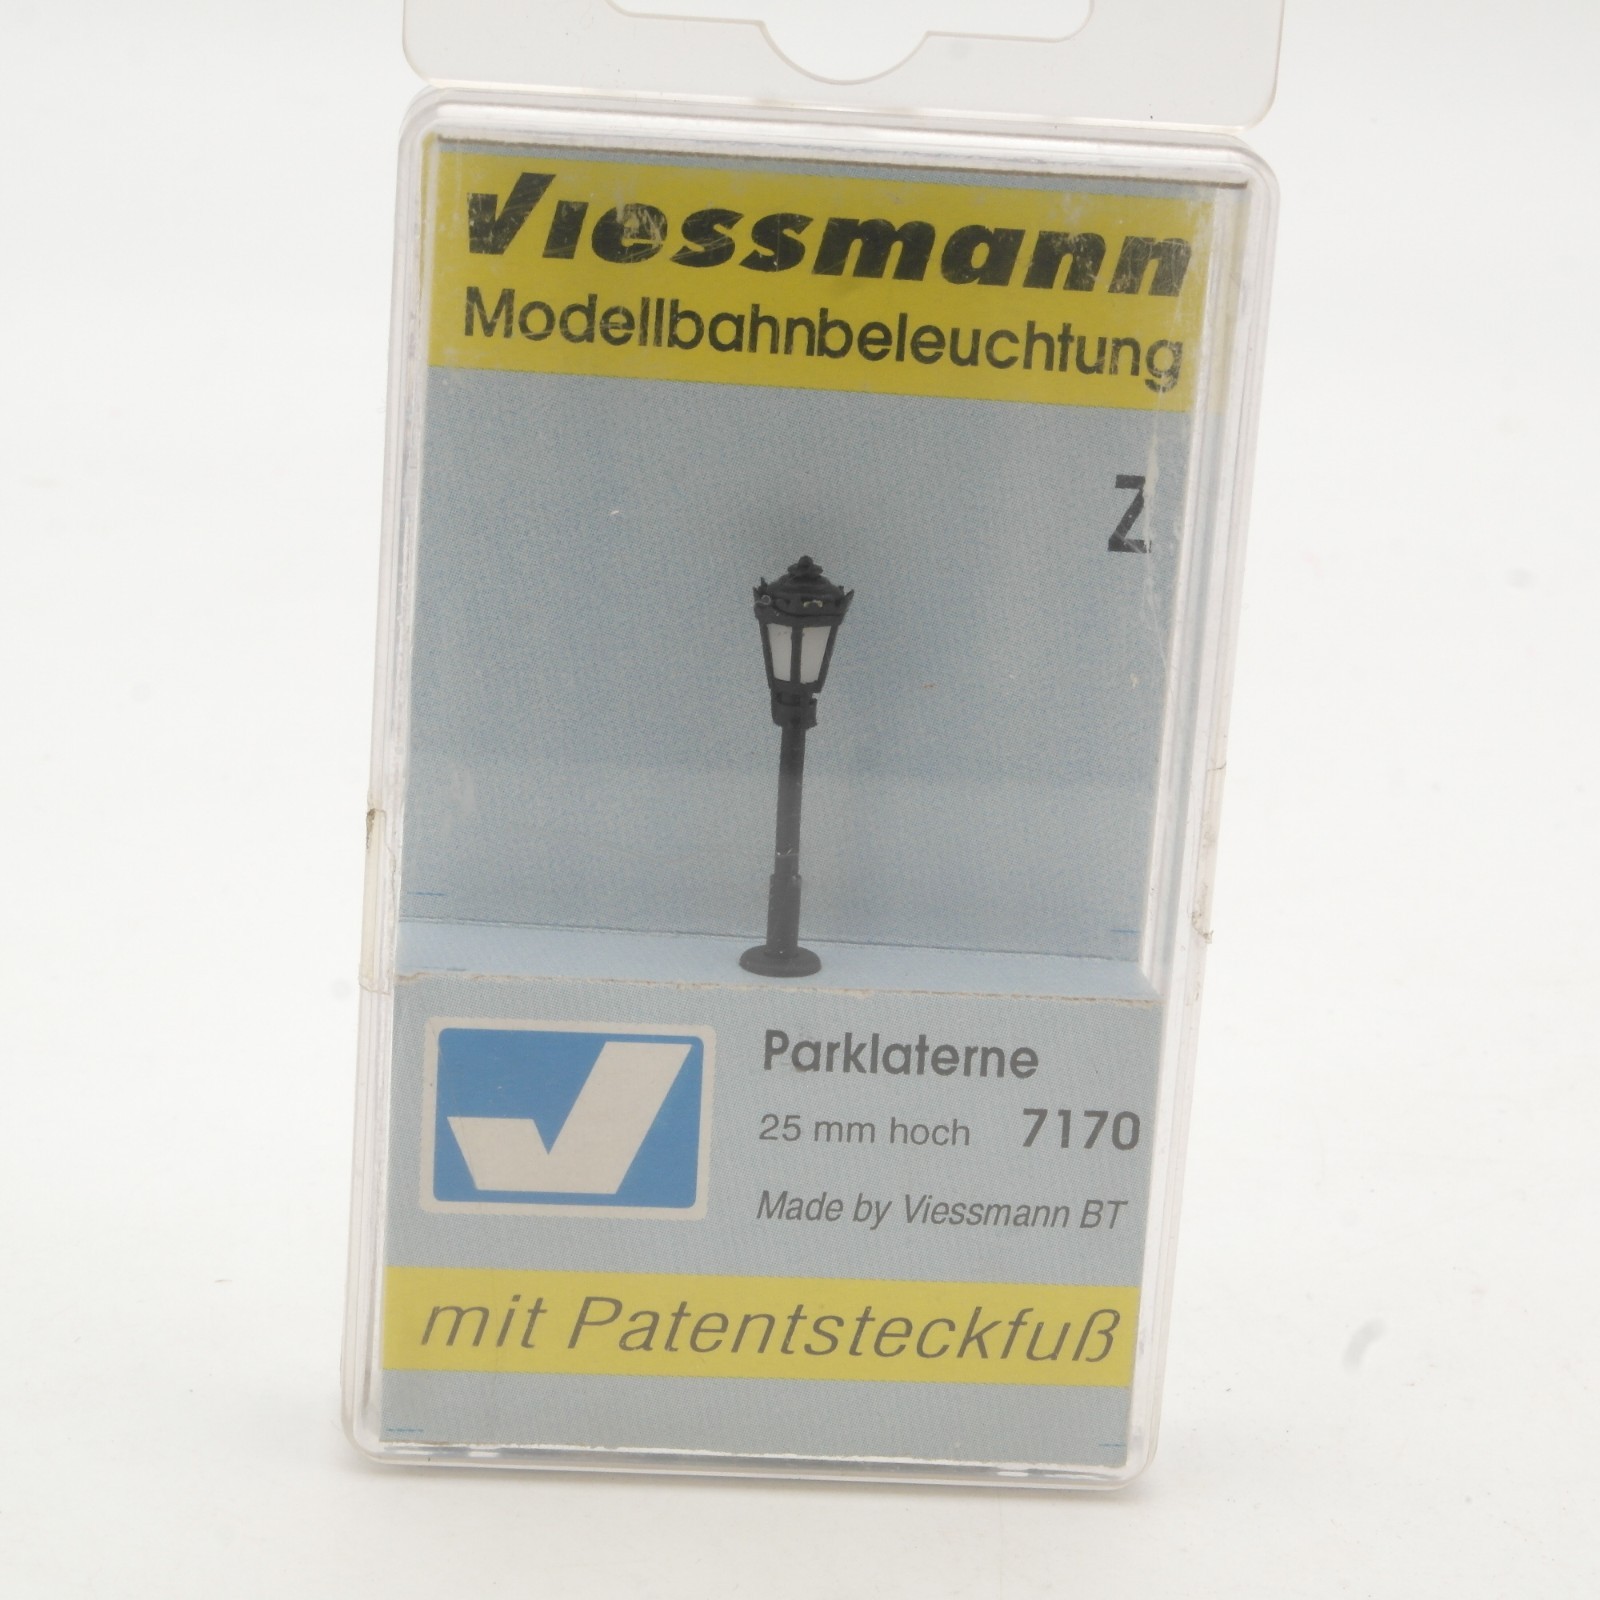 Viessmann
Modellbahnbeleuchtung
Z
Parklaterne
25 mm hoch 7170
Made by Viessmann BT
mit Patentsteckfuß